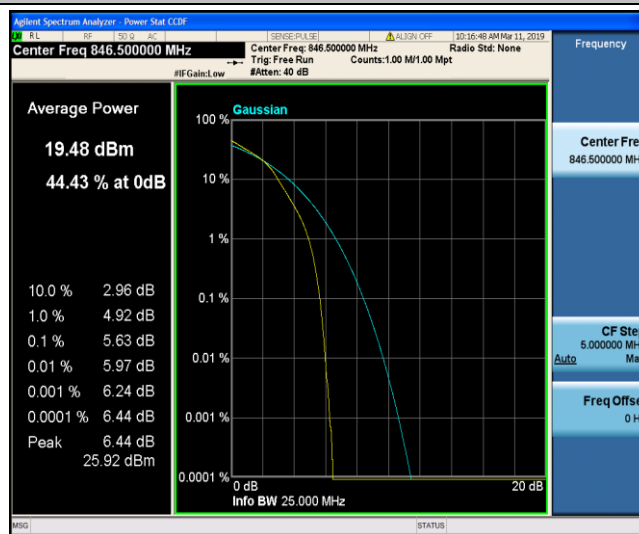 Agilent Spectrum Analyzer - Power Stat CCDF
RL RF 50 Ω AC SENSE:PULSE ALIGN OFF 10:16:48 AM Mar 11, 2019
Center Freq 846.500000 MHz
Center Freq: 846.500000 MHz Radio Std: None
Trig: Free Run Counts:1.00 M/1.00 Mpt
#IFGain:Low #Atten: 40 dB
Frequency
Average Power
19.48 dBm
44.43 % at 0dB
10.0 % 2.96 dB
1.0 % 4.92 dB
0.1 % 5.63 dB
0.01 % 5.97 dB
0.001 % 6.24 dB
0.0001 % 6.44 dB
Peak 6.44 dB
25.92 dBm
Gaussian
100 %
10 %
1 %
0.1 %
0.01 %
0.001 %
0.0001 %
0 dB 20 dB
Info BW 25.000 MHz
Center Fre
846.500000 MH
CF Ste
5.000000 MH
Auto Ma
Freq Offse
0 H
MSG STATUS